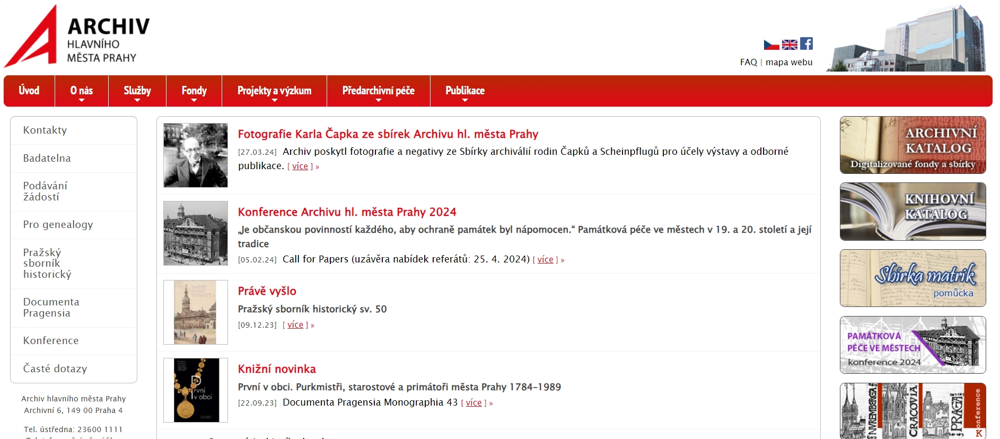 ARCHIV
HLAVNÍHO
MĚSTA PRAHY
FAQ | mapa webu
Úvod
O nás
Služby
Fondy
Projekty a výzkum
Předarchivní péče
Publikace
Kontakty
Badatelna
Podávání
žádostí
Pro genealogy
Pražský
sborník
historický
Documenta
Pragensia
Konference
Časté dotazy
Archiv hlavního města Prahy
Archivní 6, 149 00 Praha 4
Tel. ústředna: 23600 1111
Fotografie Karla Čapka ze sbírek Archivu hl. města Prahy
[27.03.24] Archiv poskytl fotografie a negativy ze Sbírky archiválií rodin Čapků a Scheinpflugů pro účely výstavy a odborné
publikace. [ více ] »
Konference Archivu hl. města Prahy 2024
„Je občanskou povinností každého, aby ochraně památek byl nápomocen.“ Památková péče ve městech v 19. a 20. století a její
tradice
[05.02.24] Call for Papers (uzávěra nabídek referátů: 25. 4. 2024) [ více ] »
Právě vyšlo
Pražský sborník historický sv. 50
[09.12.23] [ více ] »
První
v obci
Knižní novinka
První v obci. Purkmistři, starostové a primátoři města Prahy 1784–1989
[22.09.23] Documenta Pragensia Monographia 43 [ více ] »
ARCHIVNÍ
KATALOG
Digitalizované fondy a sbírky
KNIHOVNÍ
KATALOG
Sbírka matrik
pomůcka
PAMÁTKOVÁ
PÉČE VE MĚSTECH
konference 2024
NVREMBERGA
CRACOVIA
PRAGA
Konference